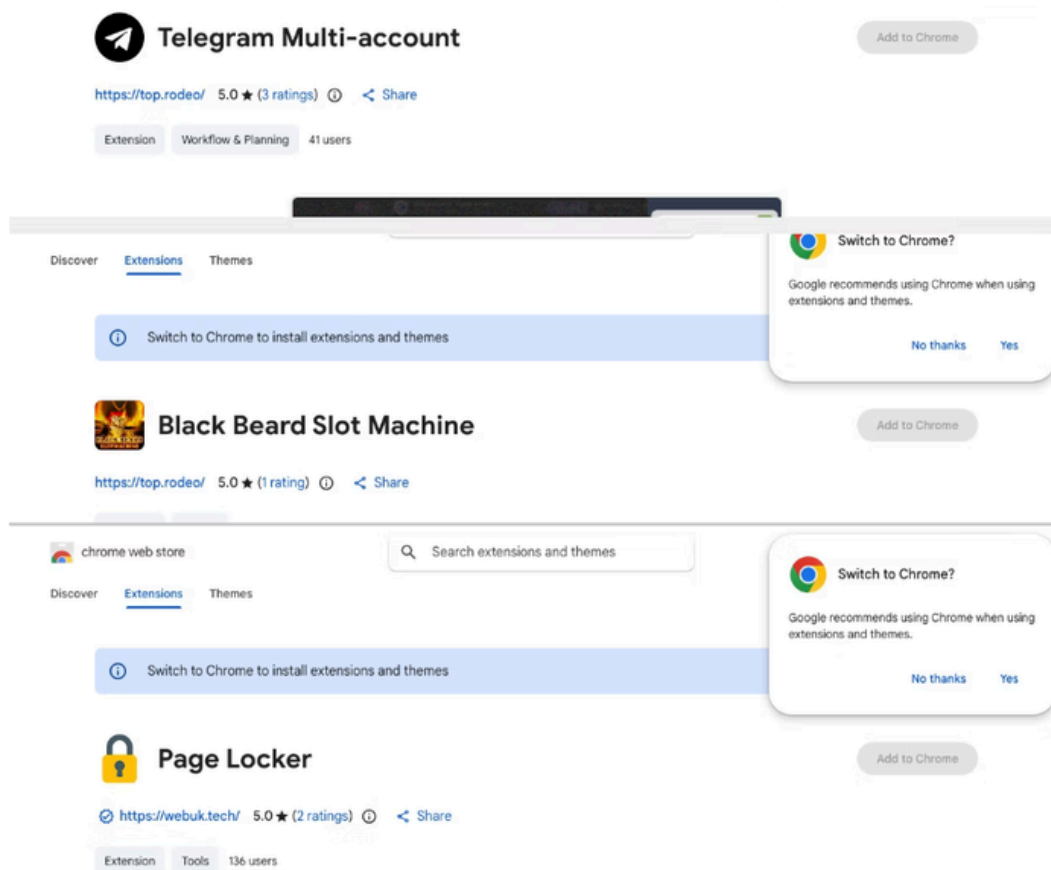 Telegram Multi-account
Add to Chrome
https://top.rodeo/ 5.0 ★ (3 ratings) Share
Extension Workflow & Planning 41 users
Switch to Chrome?
Discover Extensions Themes
Google recommends using Chrome when using
extensions and themes.
Switch to Chrome to install extensions and themes
No thanks Yes
Black Beard Slot Machine
Add to Chrome
https://top.rodeo/ 5.0 ★ (1 rating) Share
chrome web store
Search extensions and themes
Switch to Chrome?
Discover Extensions Themes
Google recommends using Chrome when using
extensions and themes.
Switch to Chrome to install extensions and themes
No thanks Yes
Page Locker
Add to Chrome
https://webuk.tech/ 5.0 ★ (2 ratings) Share
Extension Tools 136 users